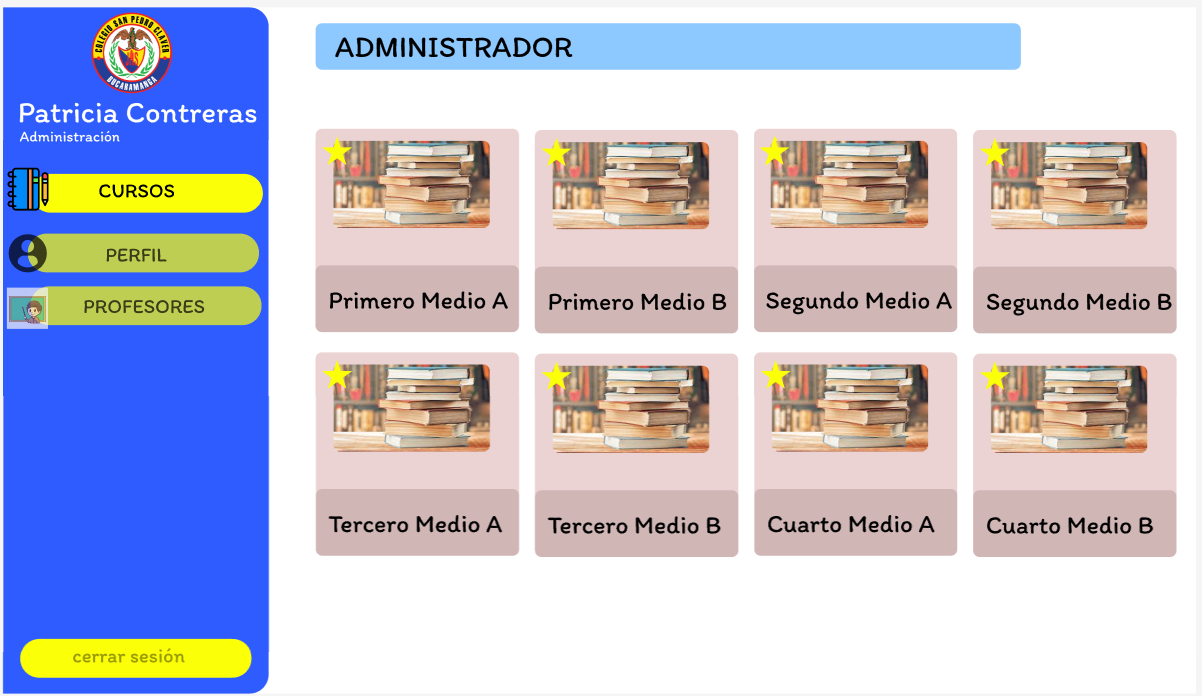 COLEGIO SAN PEDRO CLAVER
BUCARAMANGA
Patricia Contreras
Administración
CURSOS
PERFIL
PROFESORES
cerrar sesión
ADMINISTRADOR
Primero Medio A
Primero Medio B
Segundo Medio A
Segundo Medio B
Tercero Medio A
Tercero Medio B
Cuarto Medio A
Cuarto Medio B